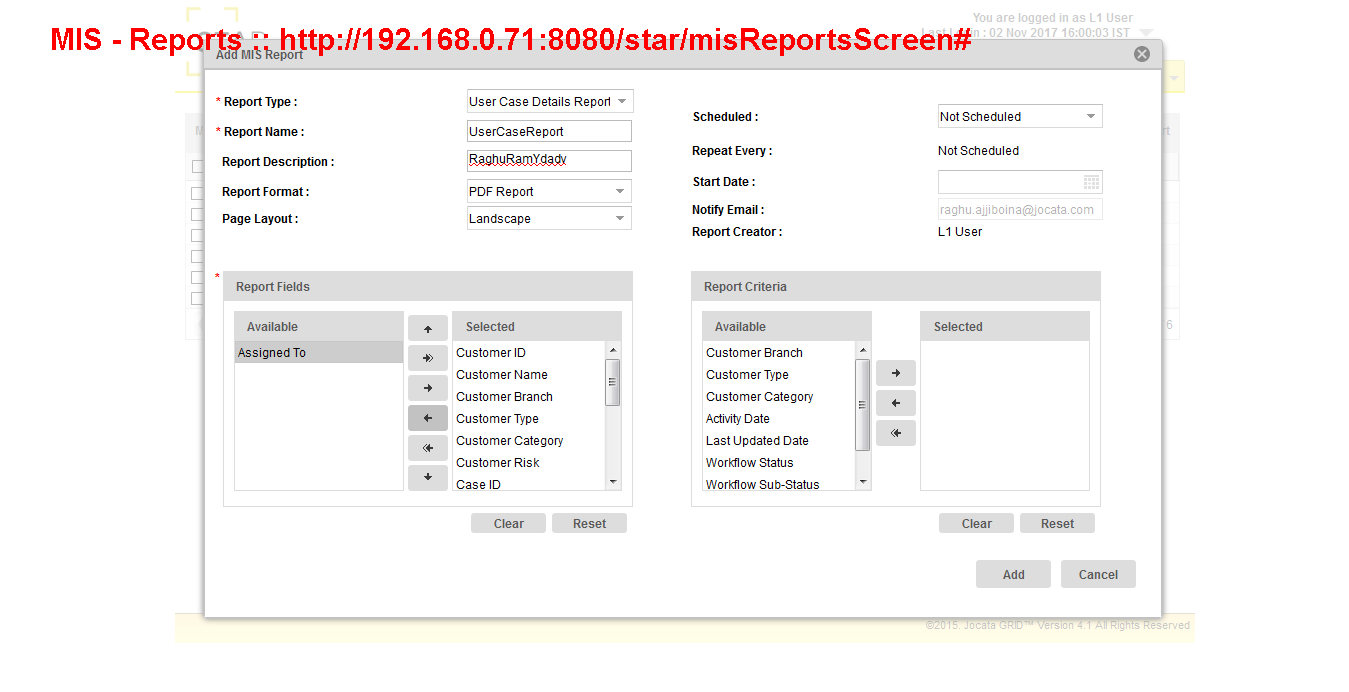 You are logged in as L1 User
MIS - Reports :: http://192.168.0.71:8080/star/misReportsScreen#
: 02 Nov 2017 16:00:03 IST
Add MIS Report
* Report Type : User Case Details Report
* Report Name : UserCaseReport
Report Description : RaghuRamYdady
Report Format : PDF Report
Page Layout : Landscape
Scheduled : Not Scheduled
Repeat Every : Not Scheduled
Start Date :
Notify Email : raghu.ajjiboina@jocata.com
Report Creator : L1 User
*
Report Fields
Available
Assigned To
Selected
Customer ID
Customer Name
Customer Branch
Customer Type
Customer Category
Customer Risk
Case ID
Clear Reset
Report Criteria
Available
Customer Branch
Customer Type
Customer Category
Activity Date
Last Updated Date
Workflow Status
Workflow Sub-Status
Selected
Clear Reset
Add Cancel
6
©2015. Jocata GRID™ Version 4.1 All Rights Reserved